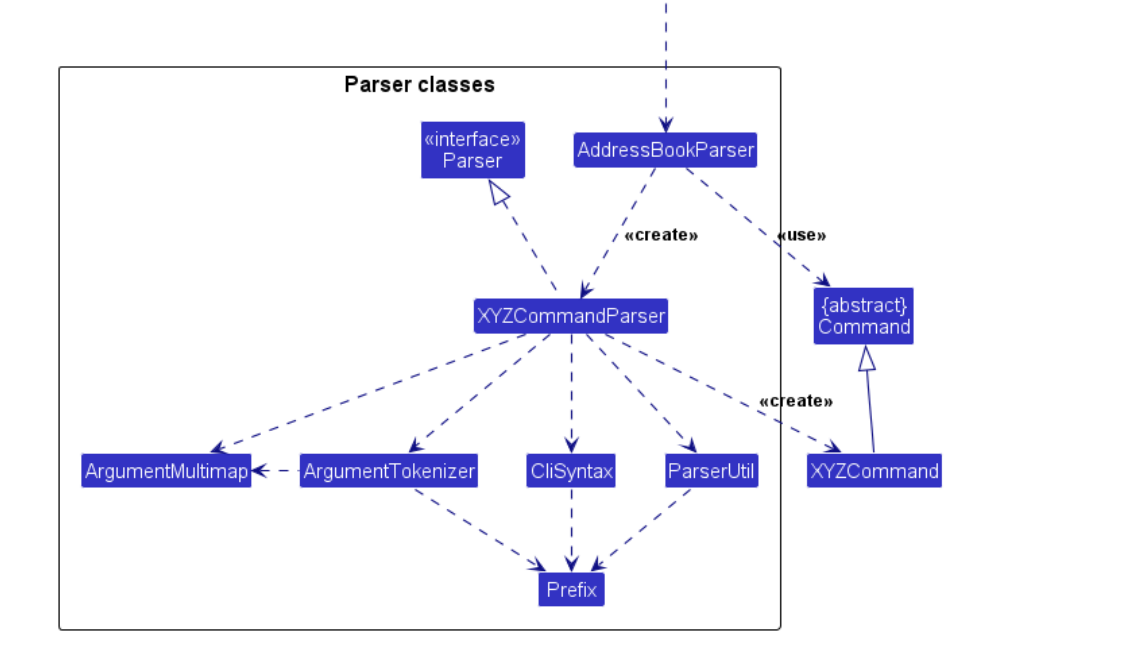 Parser classes
«interface»
Parser
AddressBookParser
«create»
«use»
{abstract}
Command
XYZCommandParser
«create»
ArgumentMultimap
ArgumentTokenizer
CliSyntax
ParserUtil
XYZCommand
Prefix